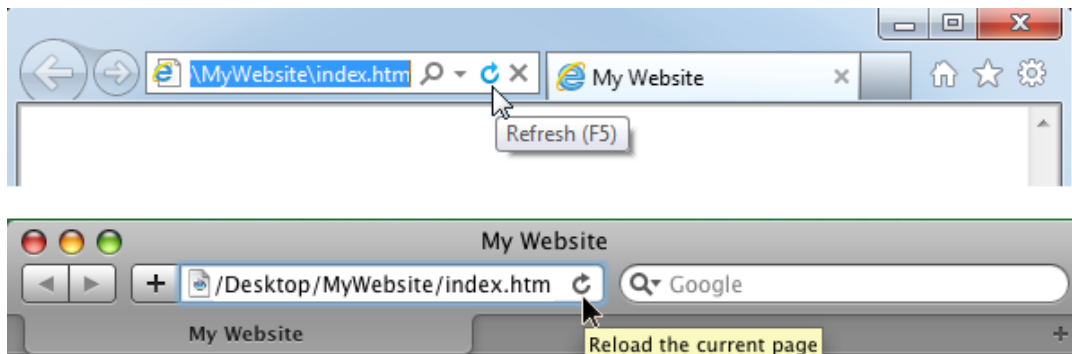 \MyWebsite\index.htm My Website
Refresh (F5)
My Website
/Desktop/MyWebsite/index.htm Google
My Website
Reload the current page